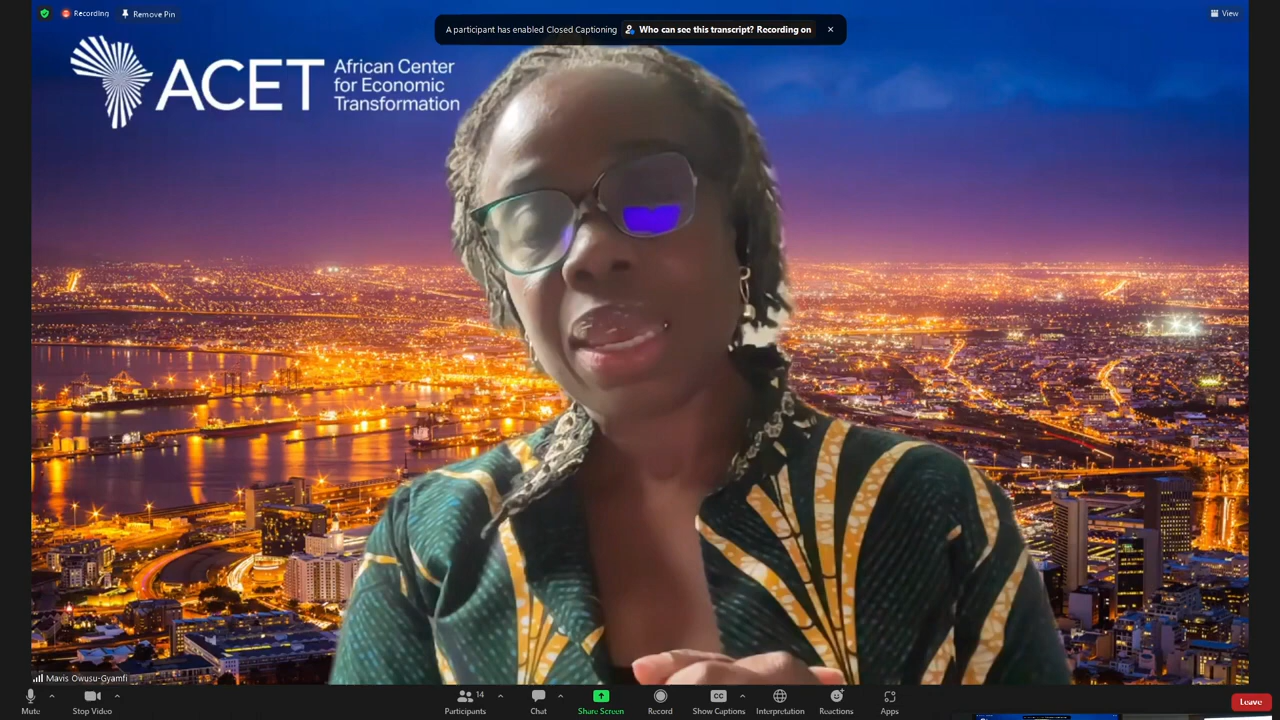 Recording
Remove Pin
A participant has enabled Closed Captioning Who can see this transcript? Recording on
View
ACET
African Center
for Economic
Transformation
Mavis Owusu-Gyamfi
Mute
Stop Video
Participants
14
Chat
Share Screen
Record
CC
Show Captions
Interpretation
Reactions
Apps
Leave